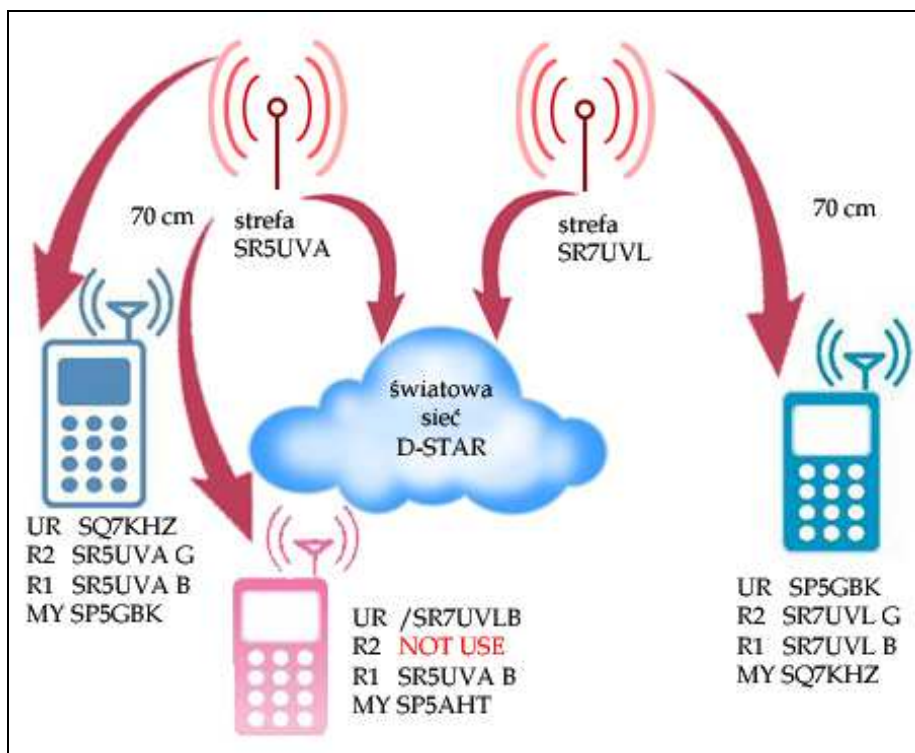 70 cm
strefa
SR5UVA
strefa
SR7UVL
70 cm
światowa
sieć
D-STAR
UR SQ7KHZ
R2 SR5UVA G
R1 SR5UVA B
MY SP5GBK
UR /SR7UVLB
R2 NOT USE
R1 SR5UVA B
MY SP5AHT
UR SP5GBK
R2 SR7UVL G
R1 SR7UVL B
MY SQ7KHZ